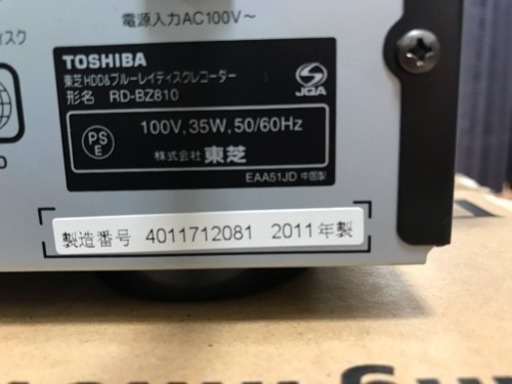 電源入力AC100V～
ィスク
TOSHIBA
東芝HDD&ブルーレイディスクレコーダー
形名 RD-BZ810
JQA
PS
E
100V, 35W, 50/60Hz
株式会社 東芝
EAA51JD 中国製
製造番号 4011712081 2011年製